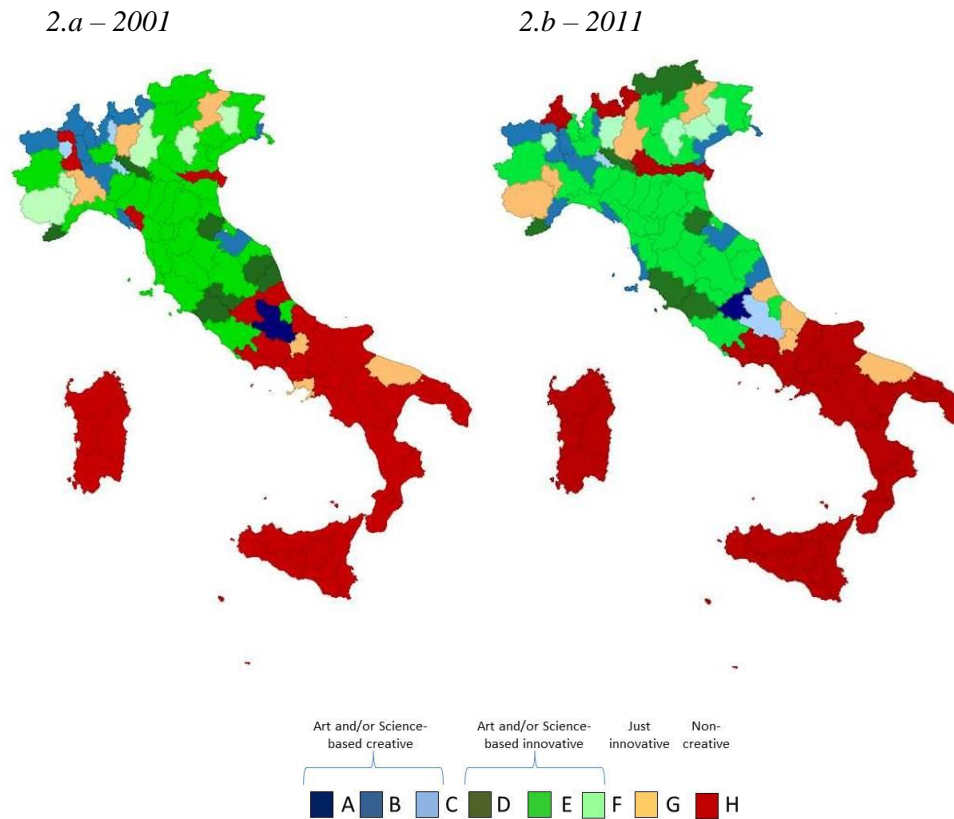 2.a – 2001
2.b – 2011
Art and/or Science-
based creative
Art and/or Science-
based innovative
Just
innovative
Non-
creative
A B C D E F G H